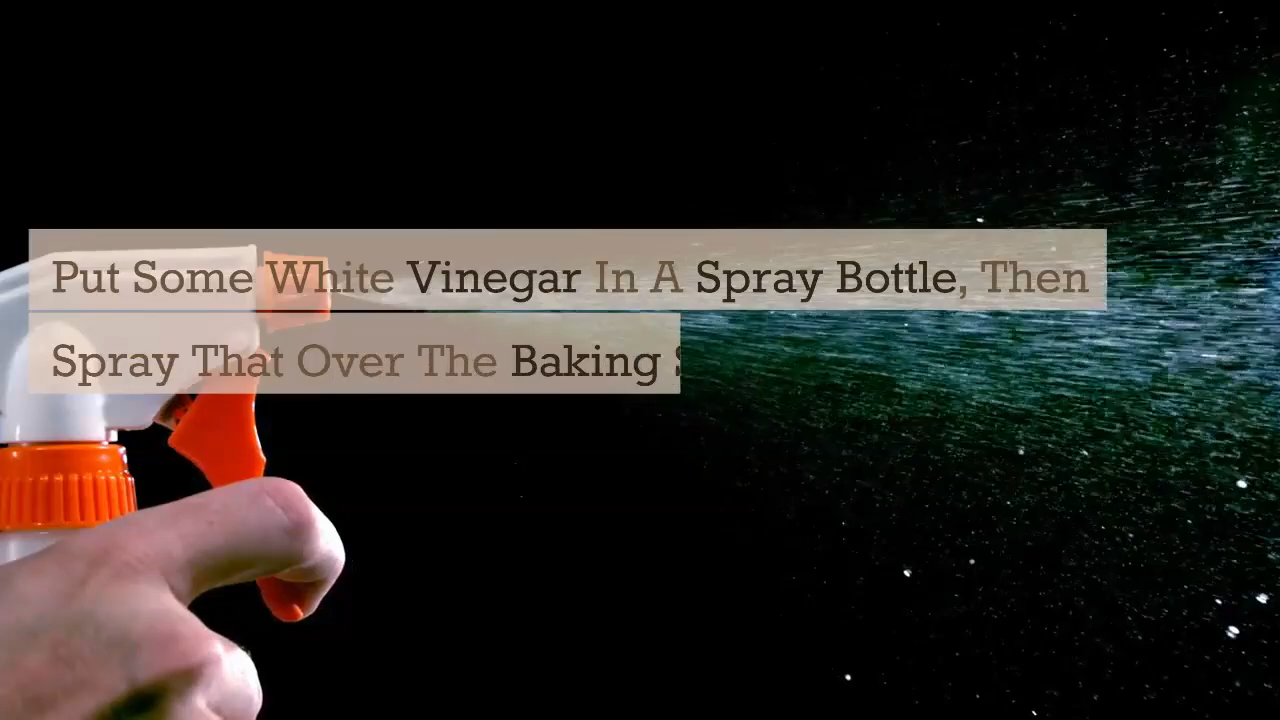 Put Some White Vinegar In A Spray Bottle, Then
Spray That Over The Baking